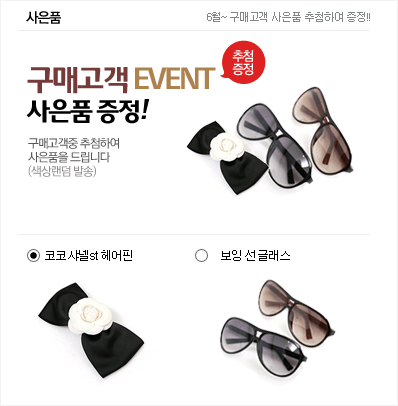 사은품
6월~ 구매고객 사은품 추첨하여 증정!!
추첨
증정
구매고객 EVENT
사은품 증정!
구매고객중 추첨하여
사은품을 드립니다
(색상랜덤 발송)
코코샤넬st 헤어핀
보잉 선글래스